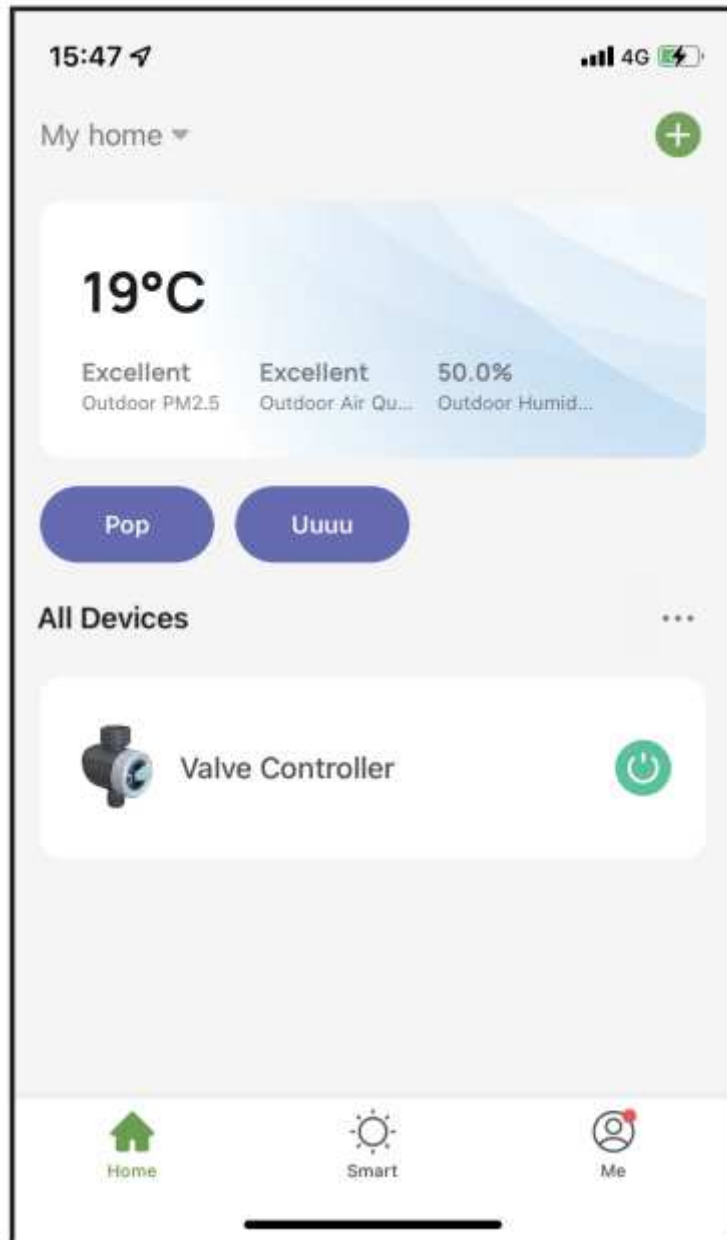 15:47 4G
My home
19°C
Excellent Excellent 50.0%
Outdoor PM2.5 Outdoor Air Qu... Outdoor Humid...
Pop Uuuu
All Devices
Valve Controller
Home Smart Me